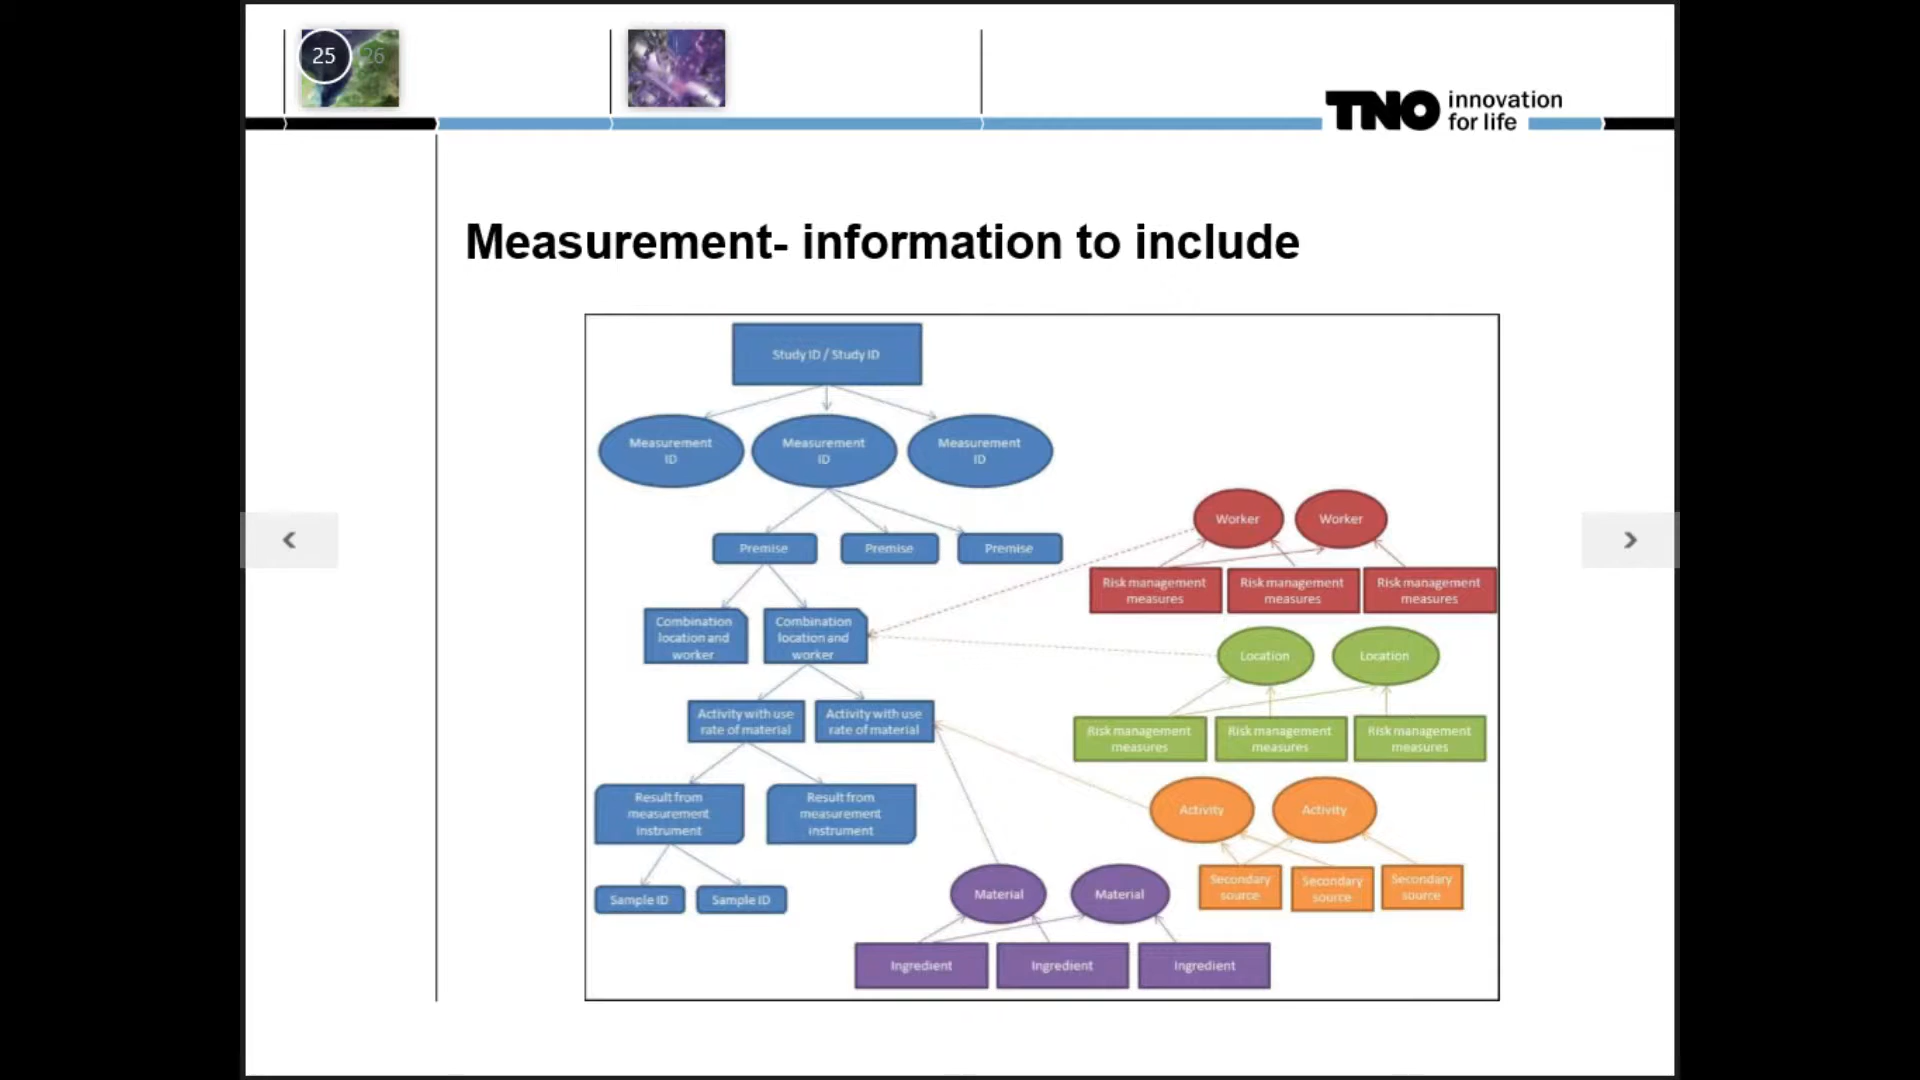 25
26
TNO innovation
for life
Measurement- information to include
Study ID / Study ID
Measurement
ID
Measurement
ID
Measurement
ID
Premise
Premise
Premise
Combination
location and
worker
Combination
location and
worker
Activity with use
rate of material
Activity with use
rate of material
Result from
measurement
instrument
Result from
measurement
instrument
Sample ID
Sample ID
Worker
Worker
Risk management
measures
Risk management
measures
Risk management
measures
Location
Location
Risk management
measures
Risk management
measures
Risk management
measures
Activity
Activity
Secondary
source
Secondary
source
Secondary
source
Material
Material
Ingredient
Ingredient
Ingredient